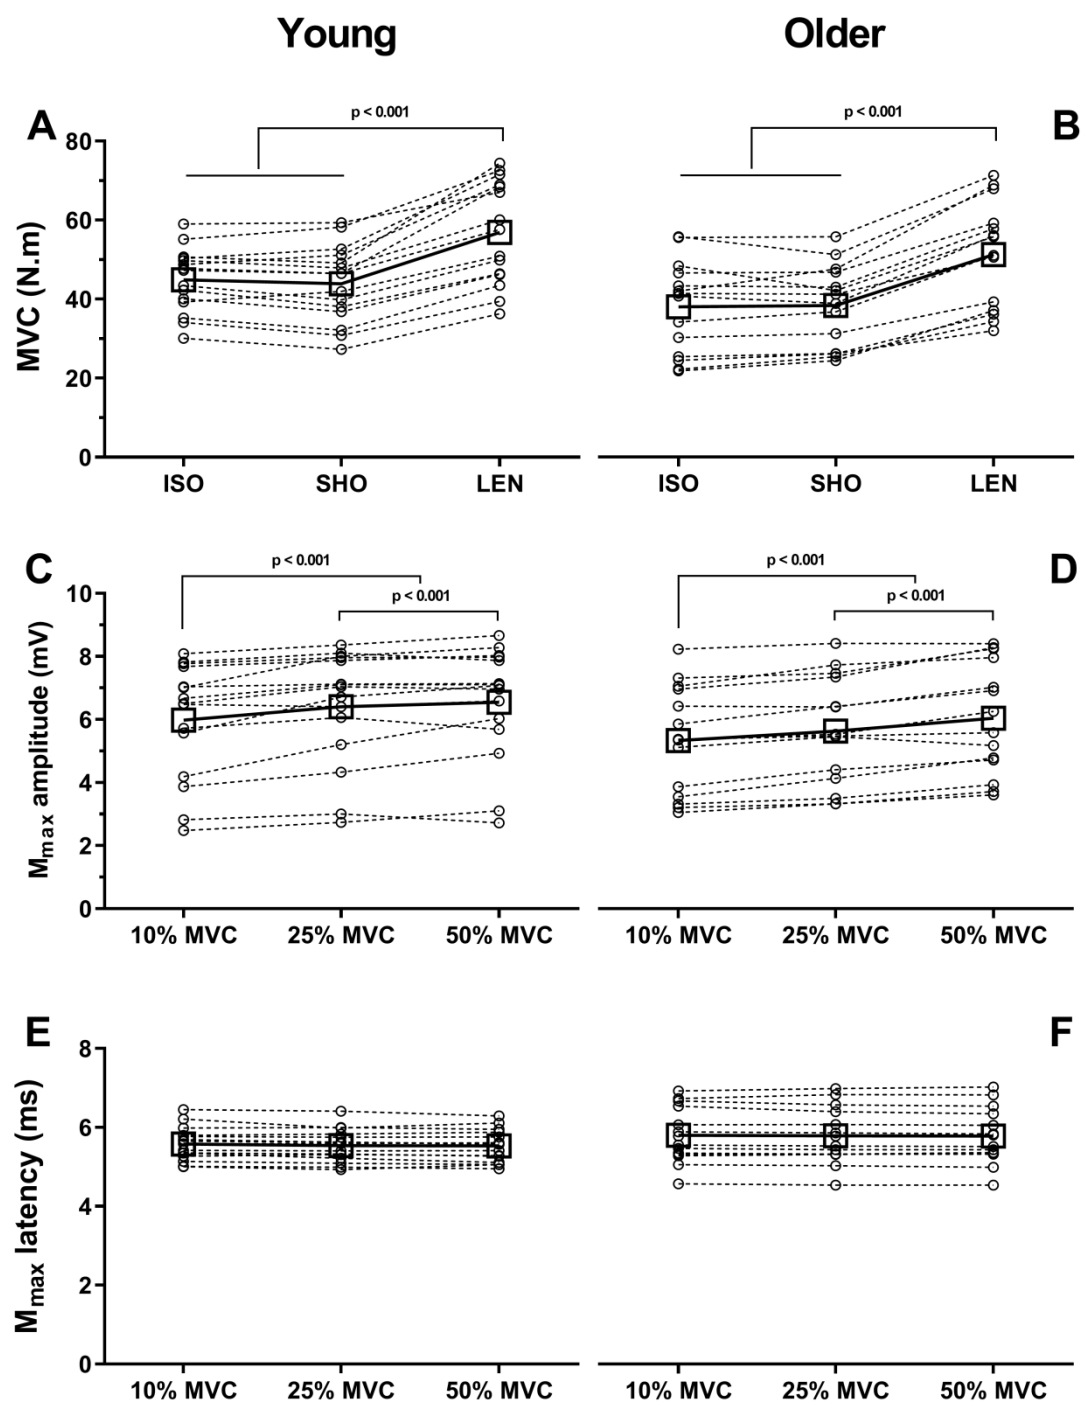 Young Older
A B
p < 0.001 p < 0.001
MVC (N.m)
80
60
40
20
0
ISO SHO LEN ISO SHO LEN
C D
p < 0.001 p < 0.001
p < 0.001 p < 0.001
Mmax amplitude (mV)
10
8
6
4
2
0
10% MVC 25% MVC 50% MVC 10% MVC 25% MVC 50% MVC
E F
Mmax latency (ms)
8
6
4
2
0
10% MVC 25% MVC 50% MVC 10% MVC 25% MVC 50% MVC